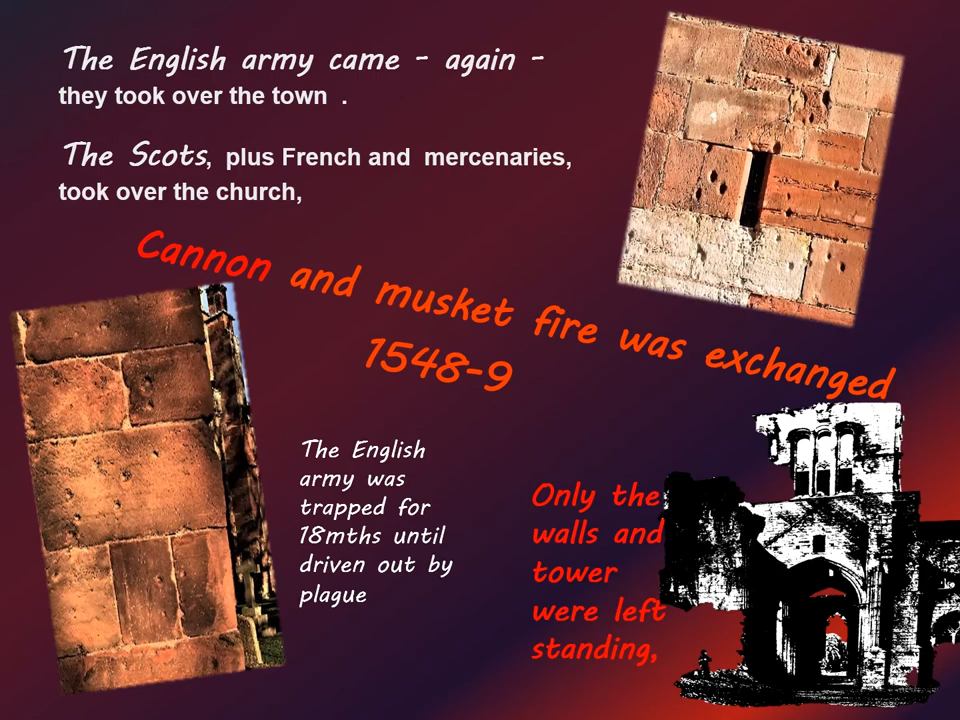 The English army came - again -
they took over the town .
The Scots, plus French and mercenaries,
took over the church,
Cannon and musket fire was exchanged
1548-9
The English
army was
trapped for
18mths until
driven out by
plague
Only the
walls and
tower
were left
standing,